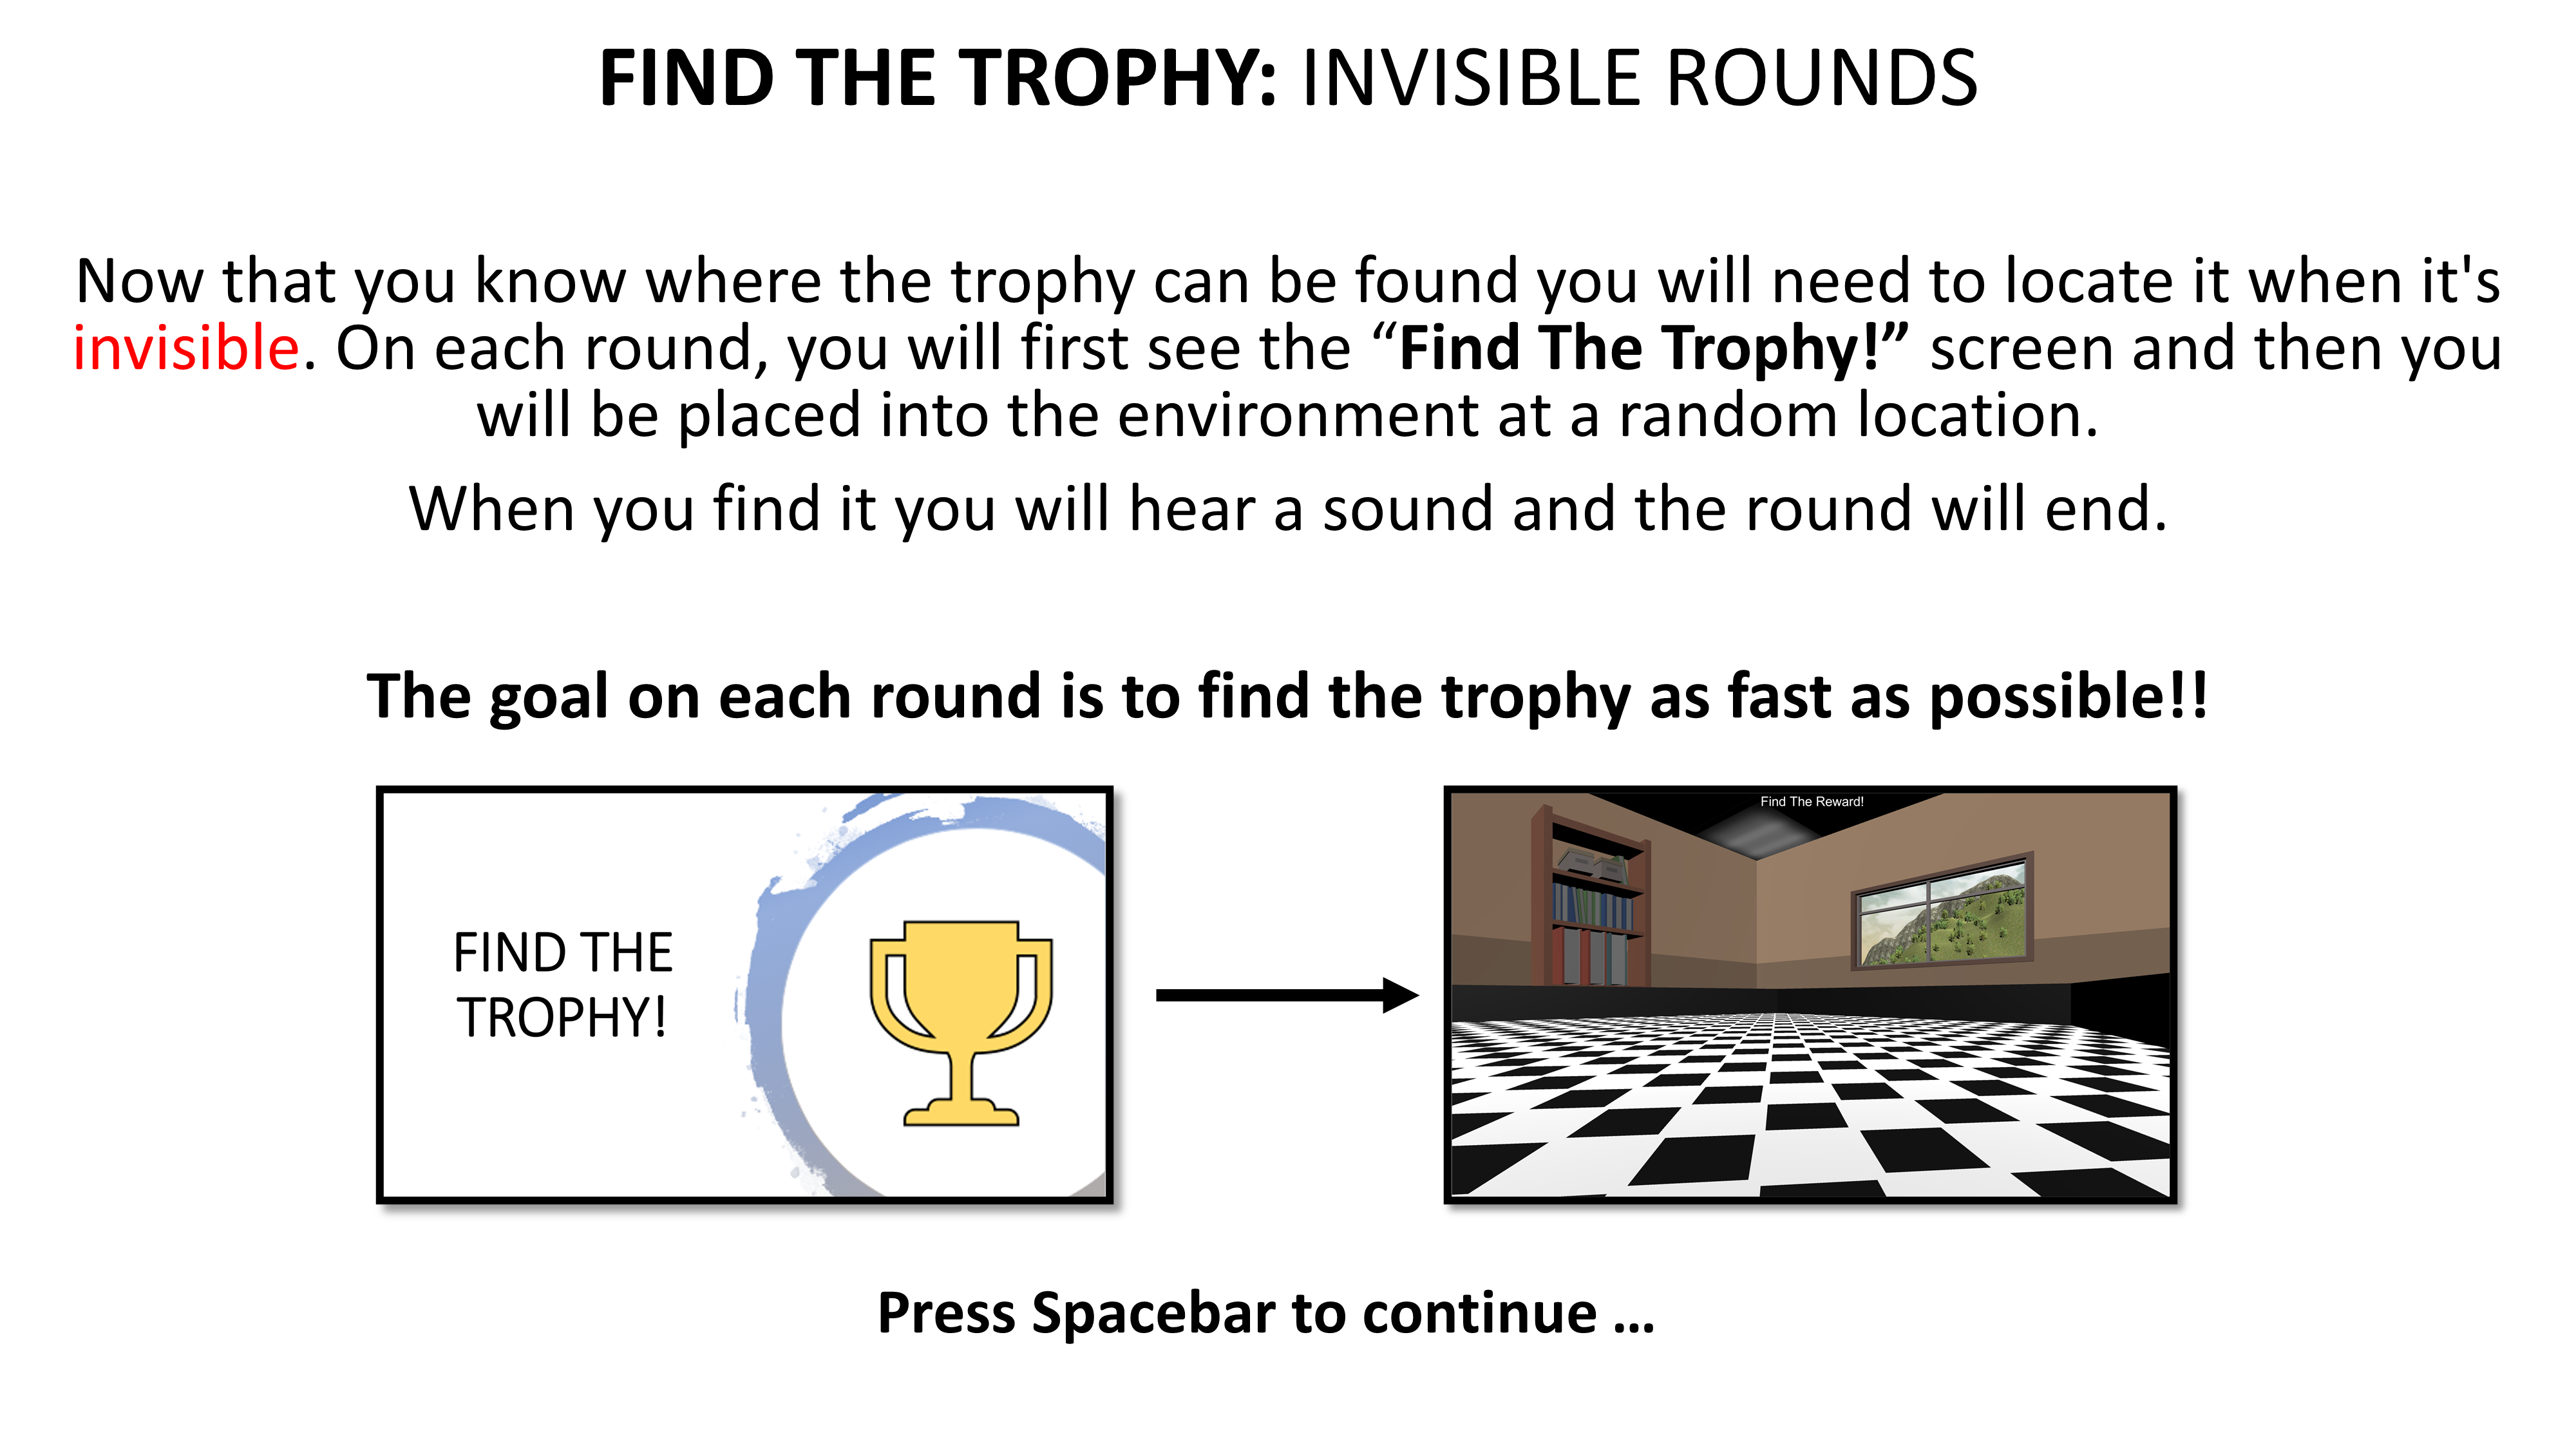 FIND THE TROPHY: INVISIBLE ROUNDS
Now that you know where the trophy can be found you will need to locate it when it's
invisible. On each round, you will first see the “Find The Trophy!” screen and then you
will be placed into the environment at a random location.
When you find it you will hear a sound and the round will end.
The goal on each round is to find the trophy as fast as possible!!
FIND THE
TROPHY!
Find The Reward!
Press Spacebar to continue ...